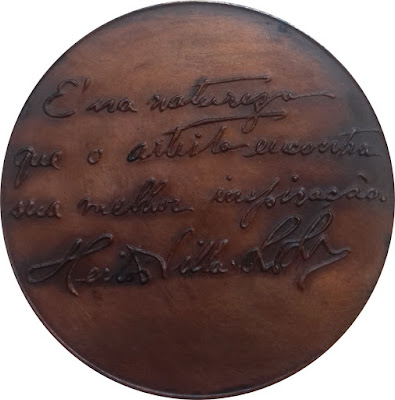 E' na natureza
que o artista encontra
sua melhor inspiração.
Heitor Villa-Lobos